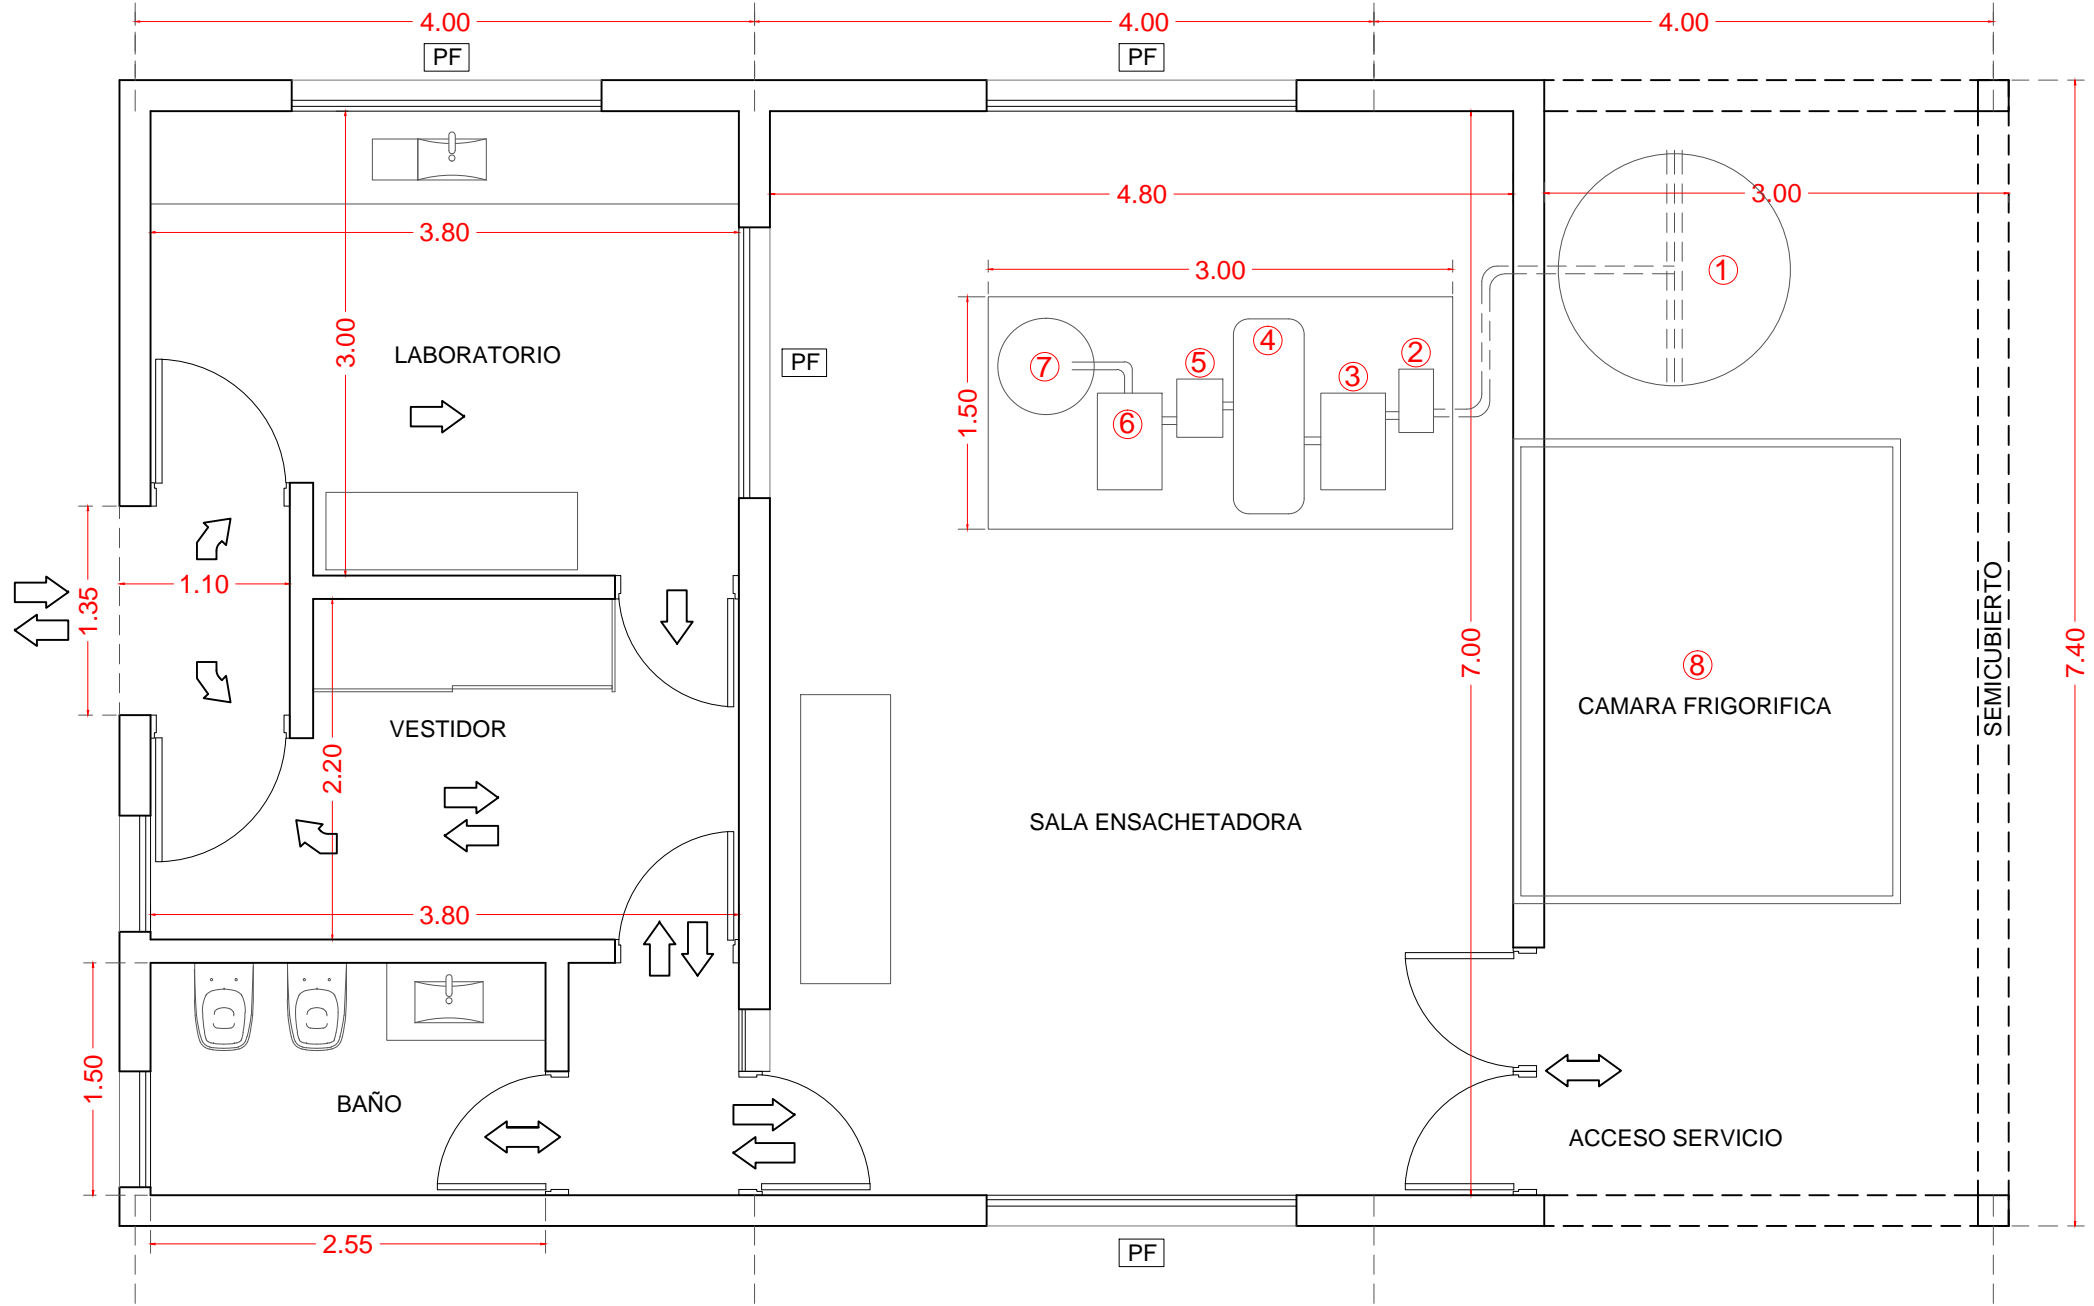 4.00
4.00
4.00
PF
PF
4.80
3.00
3.80
3.00
1
3.00
LABORATORIO
PF
4
2
5
3
7
1.50
6
1.10
1.35
SEMICUBIERTO
7.00
7.40
8
CAMARA FRIGORIFICA
VESTIDOR
2.20
SALA ENSACHETADORA
3.80
1.50
BAÑO
ACCESO SERVICIO
2.55
PF